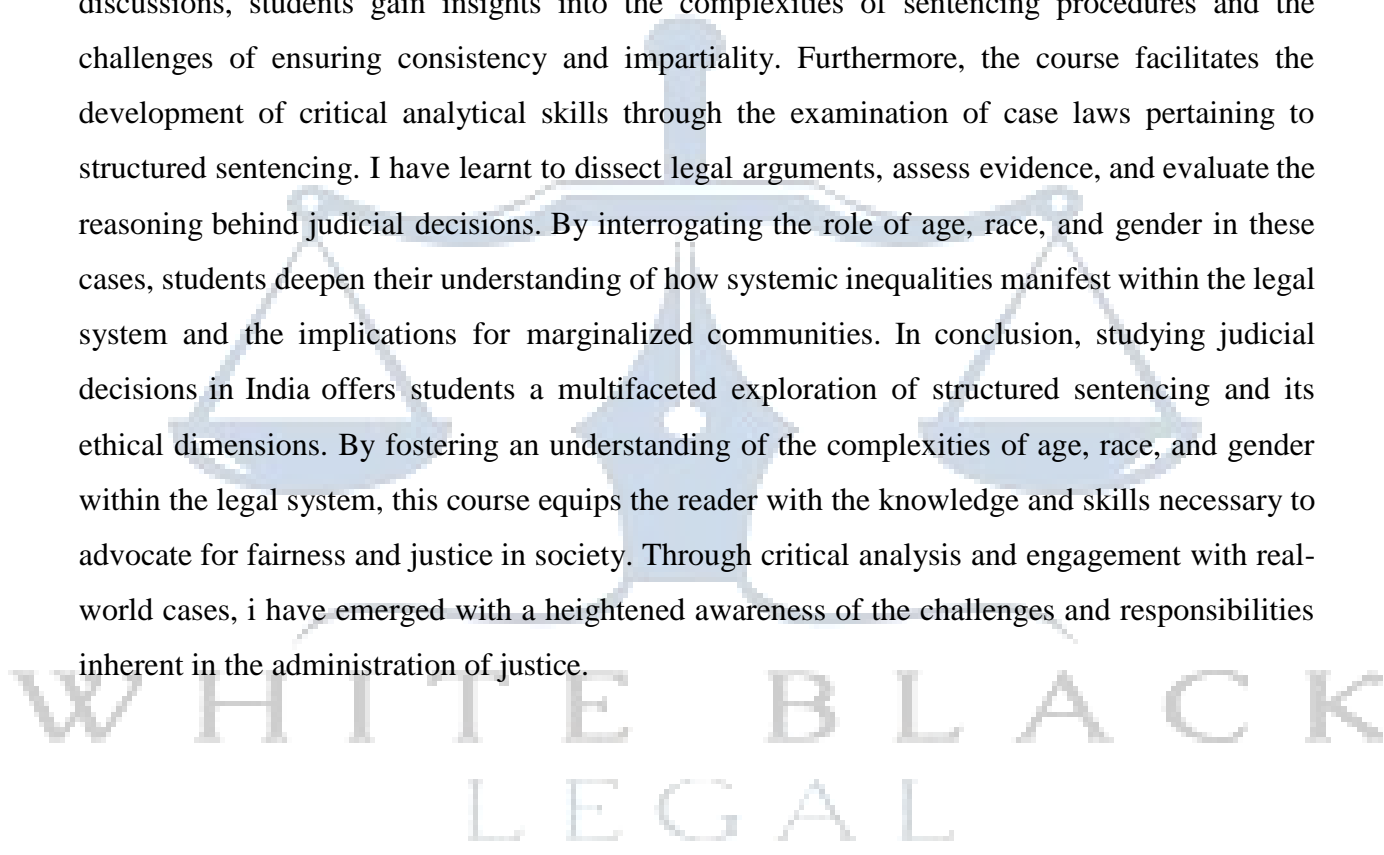 discussions, students gain insights into the complexities of sentencing procedures and the
challenges of ensuring consistency and impartiality. Furthermore, the course facilitates the
development of critical analytical skills through the examination of case laws pertaining to
structured sentencing. I have learnt to dissect legal arguments, assess evidence, and evaluate the
reasoning behind judicial decisions. By interrogating the role of age, race, and gender in these
cases, students deepen their understanding of how systemic inequalities manifest within the legal
system and the implications for marginalized communities. In conclusion, studying judicial
decisions in India offers students a multifaceted exploration of structured sentencing and its
ethical dimensions. By fostering an understanding of the complexities of age, race, and gender
within the legal system, this course equips the reader with the knowledge and skills necessary to
advocate for fairness and justice in society. Through critical analysis and engagement with real-
world cases, i have emerged with a heightened awareness of the challenges and responsibilities
inherent in the administration of justice.
WHITE BLACK
LEGAL